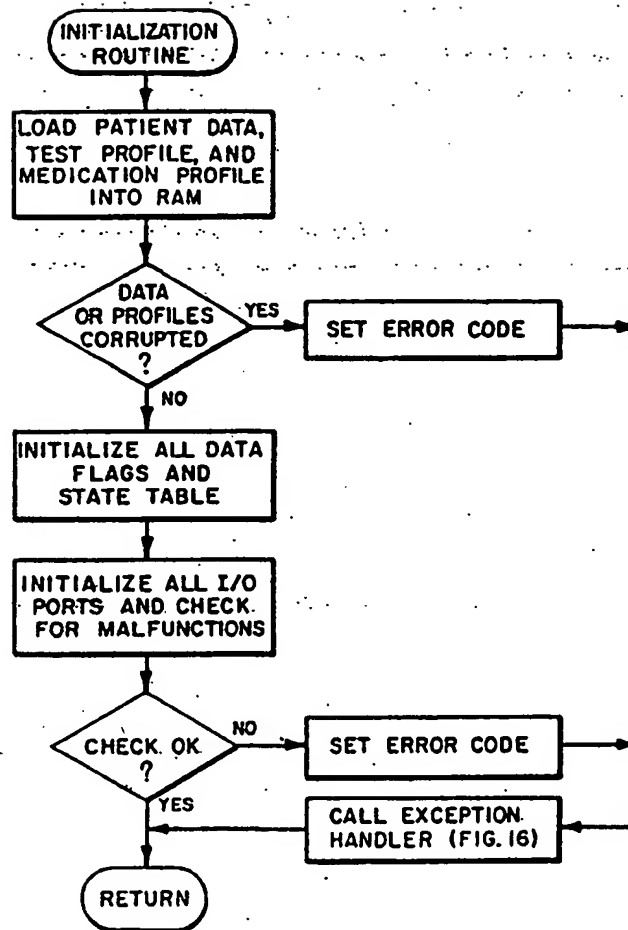 INITIALIZATION
ROUTINE
LOAD PATIENT DATA,
TEST PROFILE, AND
MEDICATION PROFILE
INTO RAM
DATA
OR PROFILES
CORRUPTED
?
YES
SET ERROR CODE
NO
INITIALIZE ALL DATA
FLAGS AND
STATE TABLE
INITIALIZE ALL I/O
PORTS AND CHECK
FOR MALFUNCTIONS
CHECK OK
?
NO
SET ERROR CODE
YES
CALL EXCEPTION
HANDLER (FIG. 16)
RETURN